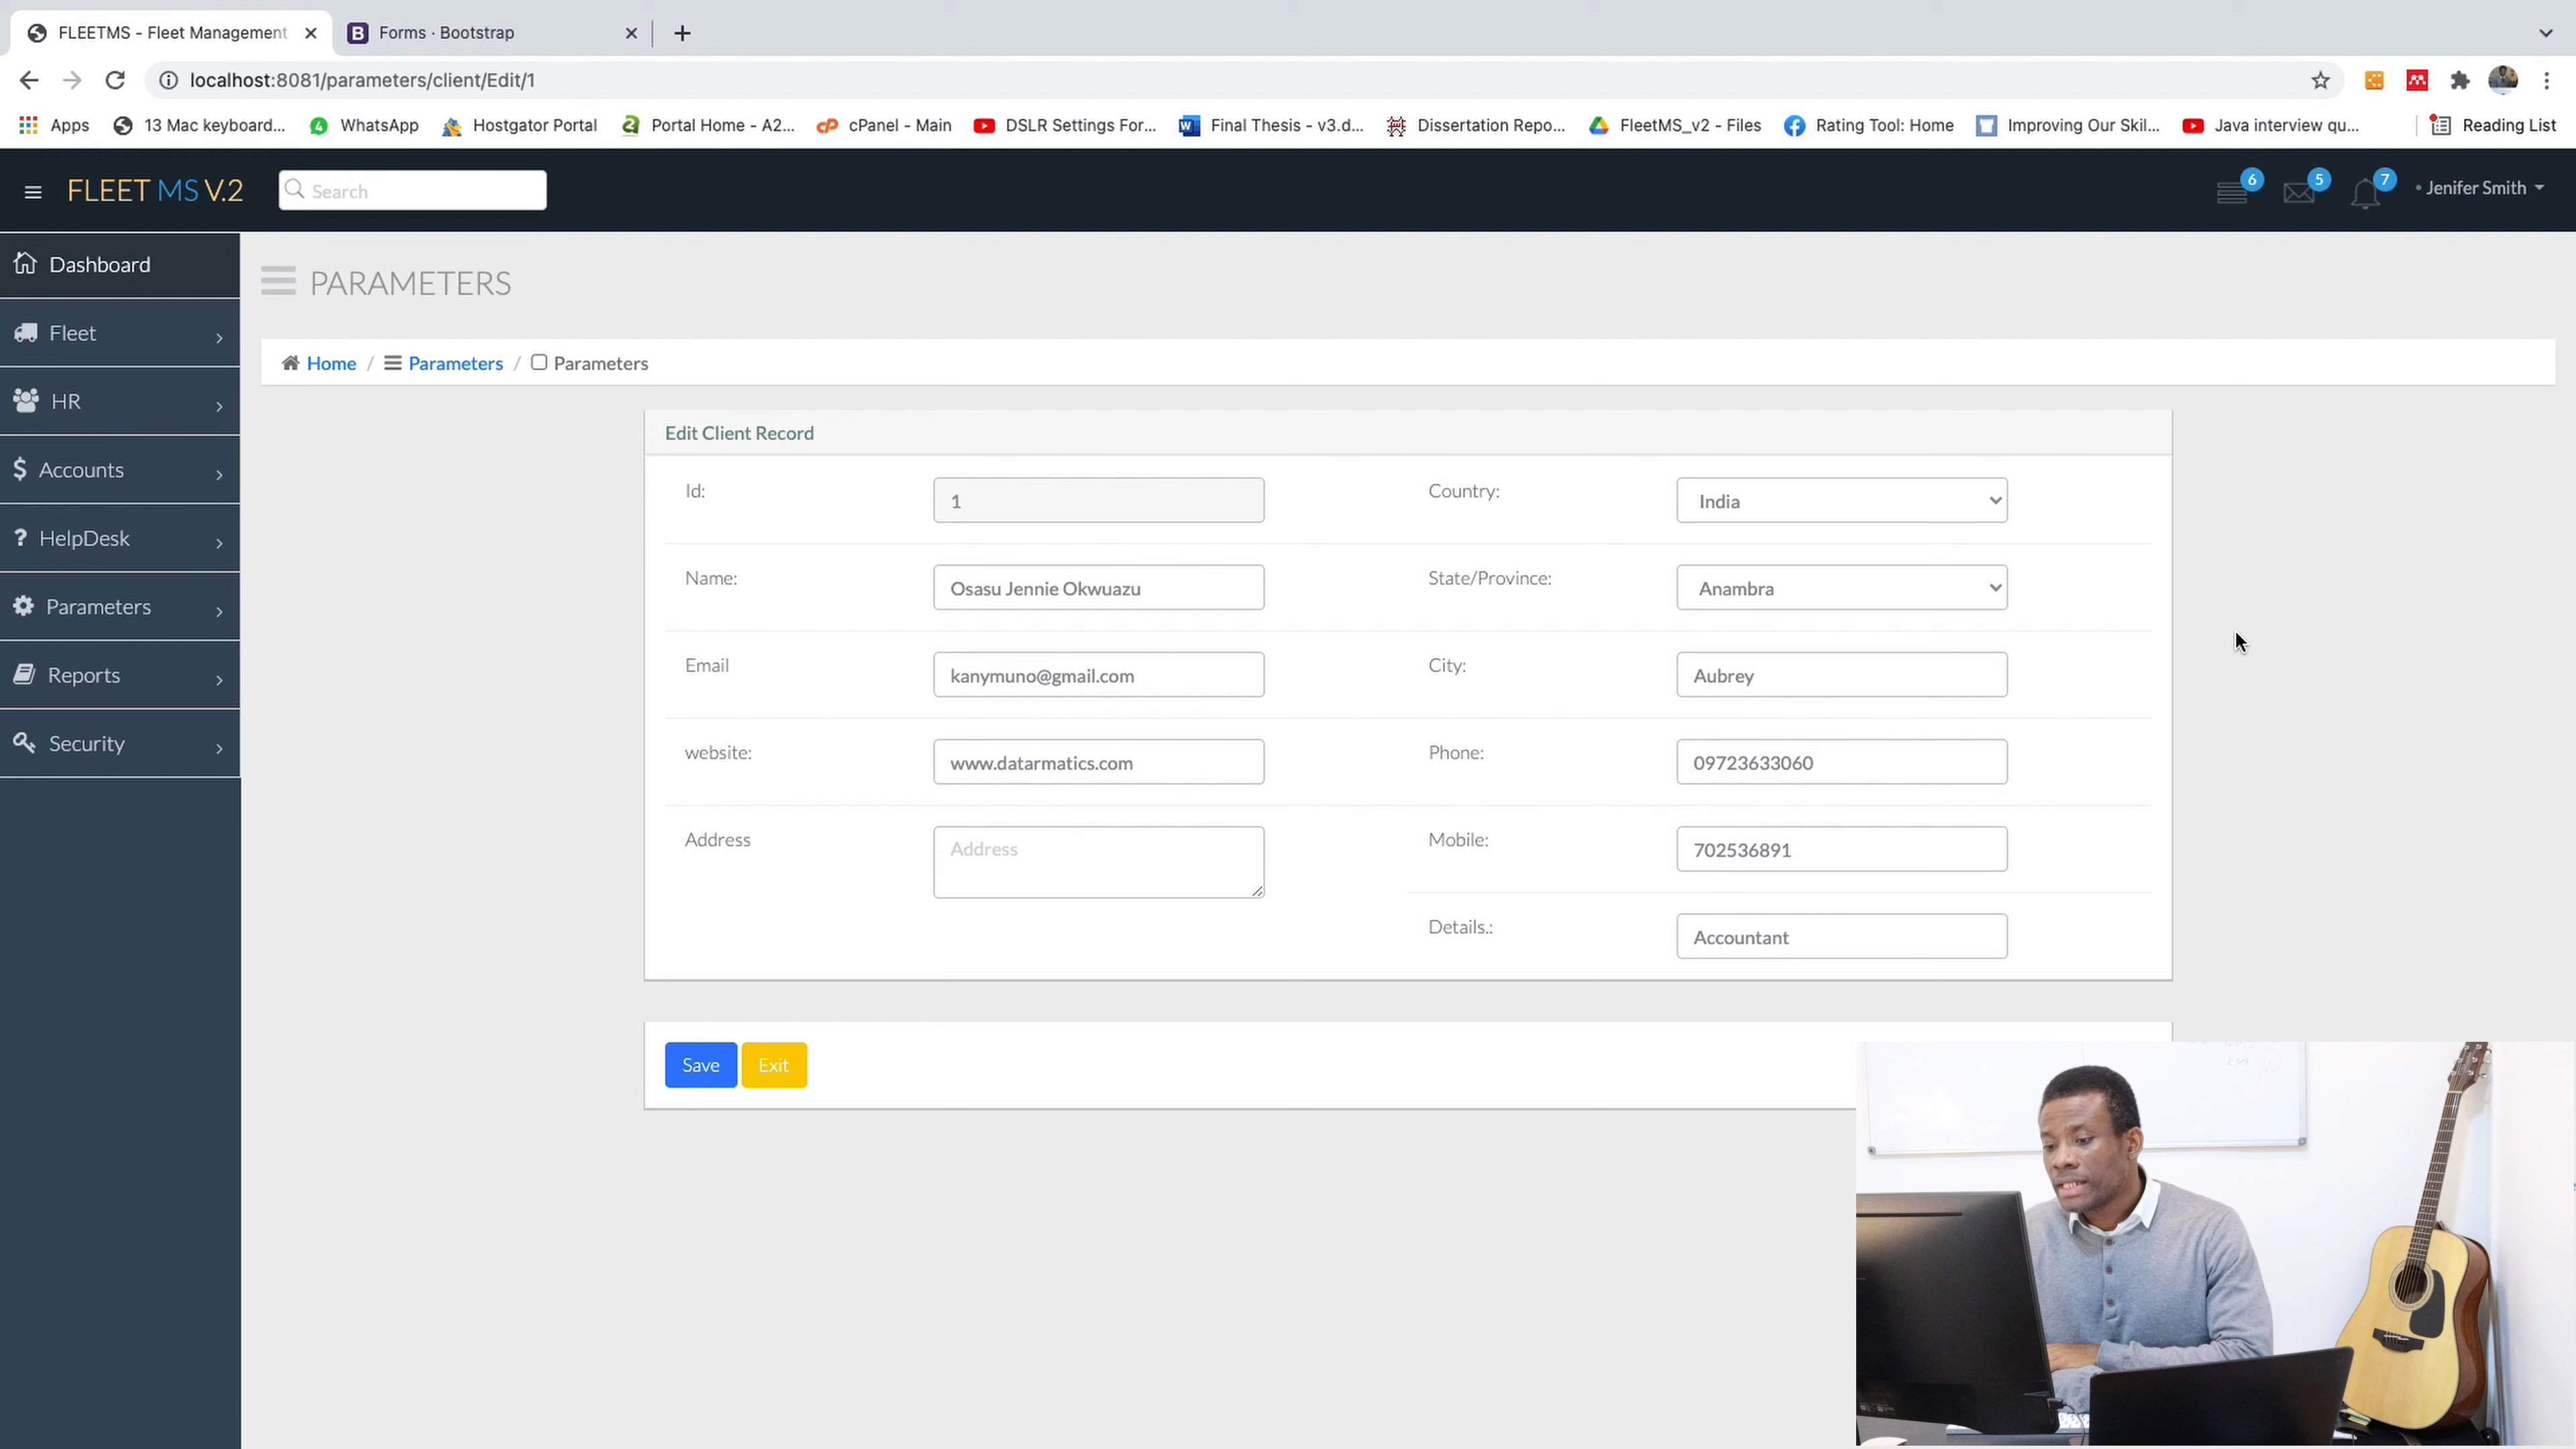 FLEETMS - Fleet Management
Forms · Bootstrap
localhost:8081/parameters/client/Edit/1
Apps 13 Mac keyboard... WhatsApp Hostgator Portal Portal Home - A2... cPanel - Main DSLR Settings For... Final Thesis - v3.d... Dissertation Repo... FleetMS_v2 - Files Rating Tool: Home Improving Our Skil... Java interview qu... Reading List
FLEET MS V.2 Search 6 5 7 Jenifer Smith
Dashboard
Fleet
HR
Accounts
HelpDesk
Parameters
Reports
Security
PARAMETERS
Home / Parameters / Parameters
Edit Client Record
Id: 1
Name: Osasu Jennie Okwuazu
Email kanymuno@gmail.com
website: www.datarmatics.com
Address Address
Country: India
State/Province: Anambra
City: Aubrey
Phone: 09723633060
Mobile: 702536891
Details.: Accountant
Save Exit